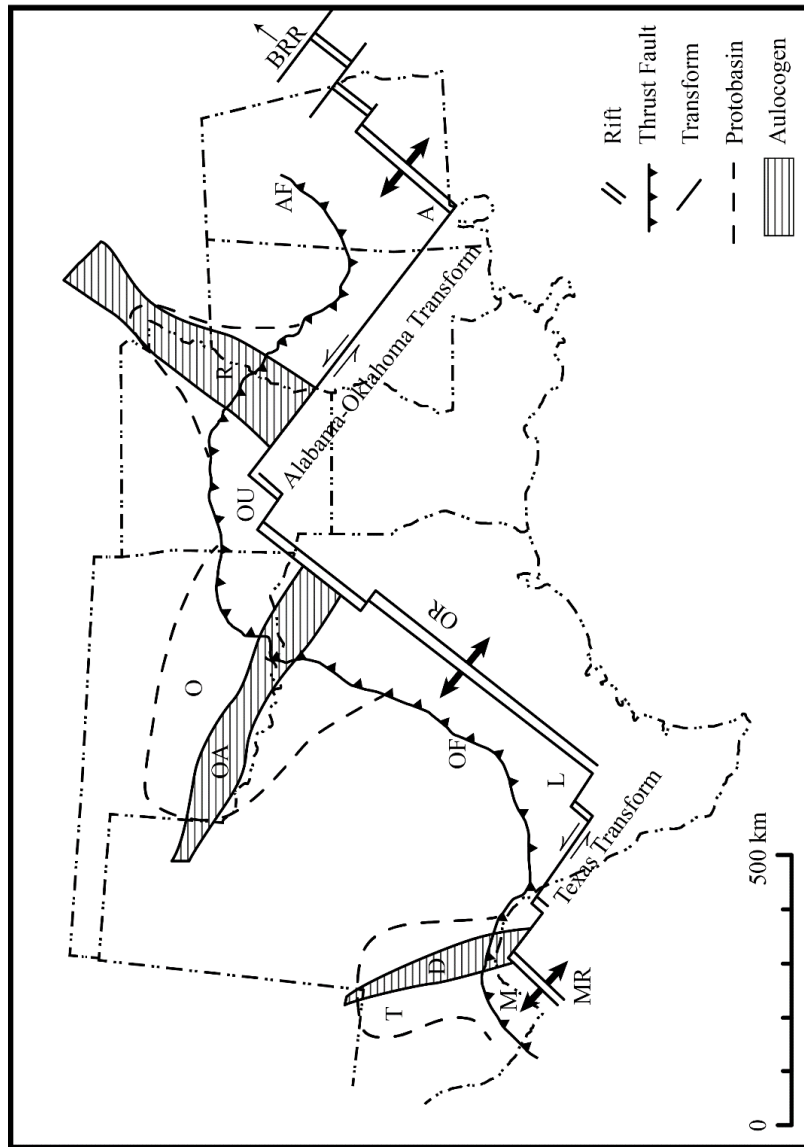 BRR
AF
A
R
Alabama-Oklahoma Transform
OU
O
OA
OR
OF
L
Texas Transform
D
T
M
MR
Rift
Thrust Fault
Transform
Protobasin
Aulocogen
0
500 km